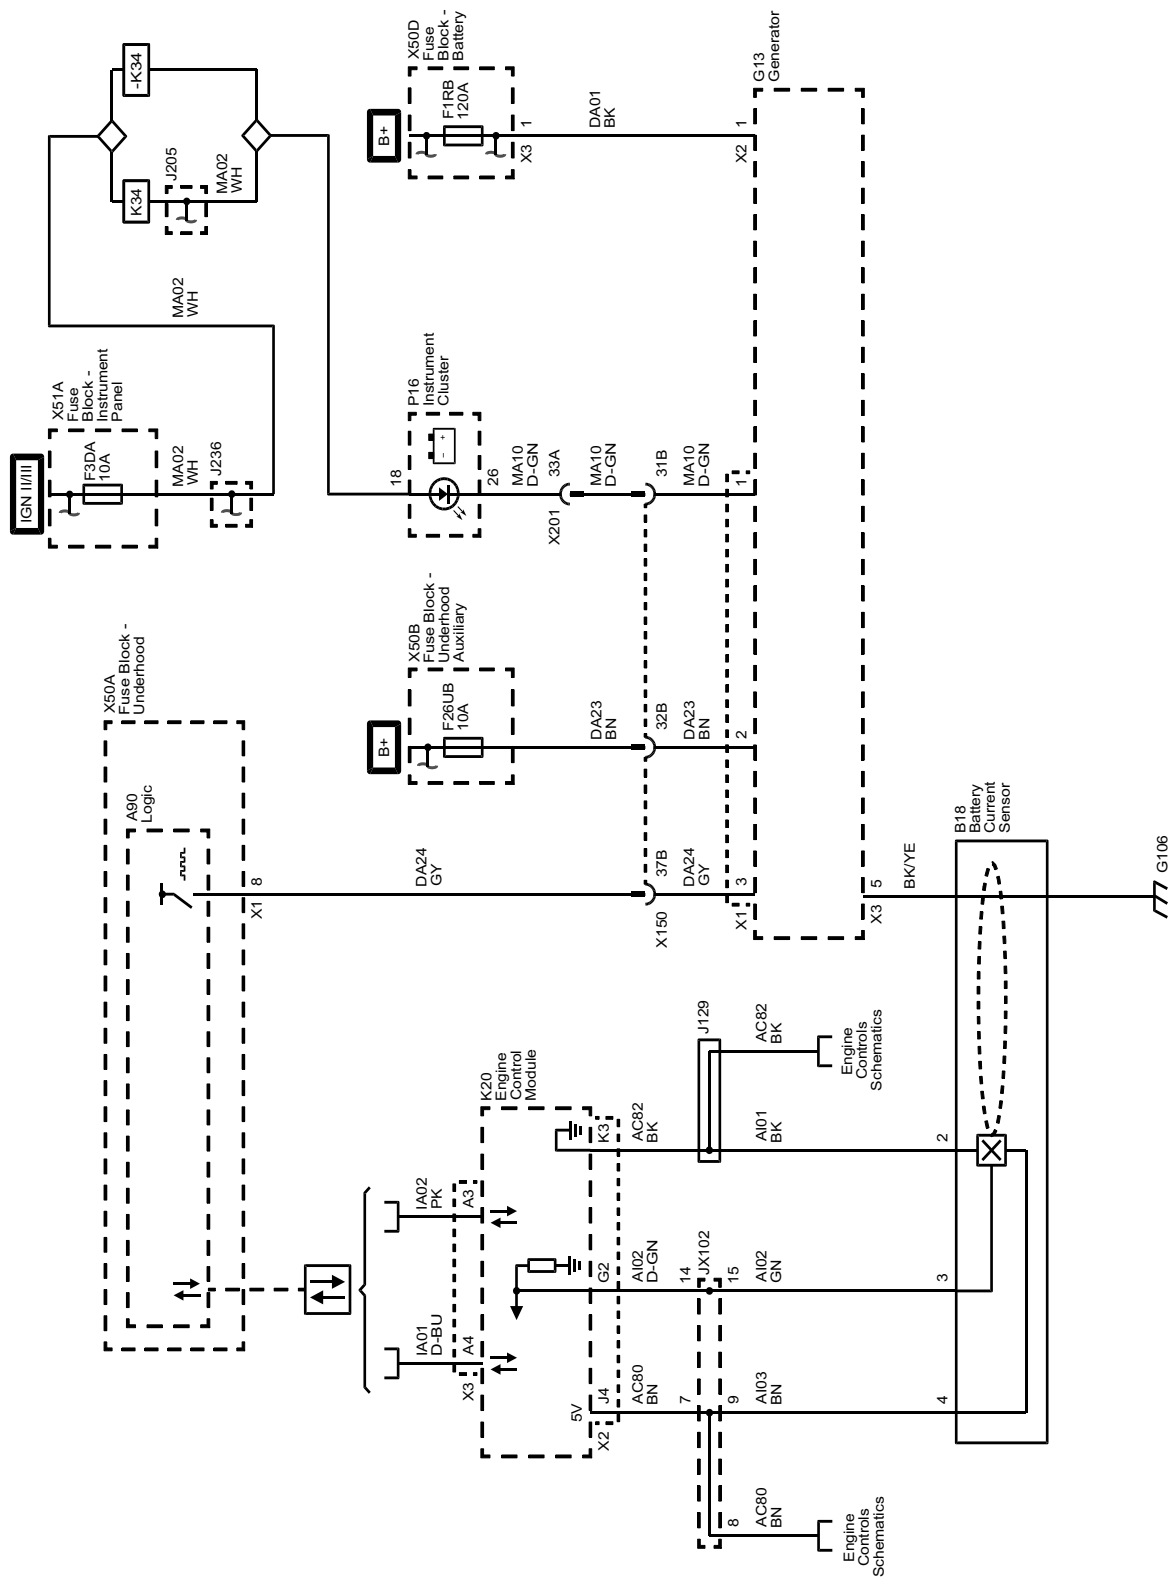 X50A
Fuse Block -
Underhood
A90
Logic
X1
8
DA24
GY
X150
37B
DA24
GY
X1
3
IGN II/III
X51A
Fuse
Block -
Instrument
Panel
F3DA
10A
MA02
WH
J236
MA02
WH
K34
-K34
J205
MA02
WH
B+
X50B
Fuse Block -
Underhood
Auxiliary
F26UB
10A
DA23
BN
32B
DA23
BN
2
18
P16
Instrument
Cluster
- +
26
MA10
D-GN
X201
33A
MA10
D-GN
31B
MA10
D-GN
1
B+
X50D
Fuse
Block -
Battery
F1RB
120A
X3
1
DA01
BK
X2
1
G13
Generator
X3
5
BK/YE
B18
Battery
Current
Sensor
G106
IA01
D-BU
IA02
PK
X3
A4
A3
K20
Engine
Control
Module
5V
X2
J4
G2
K3
AC80
BN
AI02
D-GN
AC82
BK
7
14
JX102
J129
8
9
15
AC80
BN
AI03
BN
AI02
GN
AI01
BK
AC82
BK
Engine
Controls
Schematics
Engine
Controls
Schematics
4
3
2